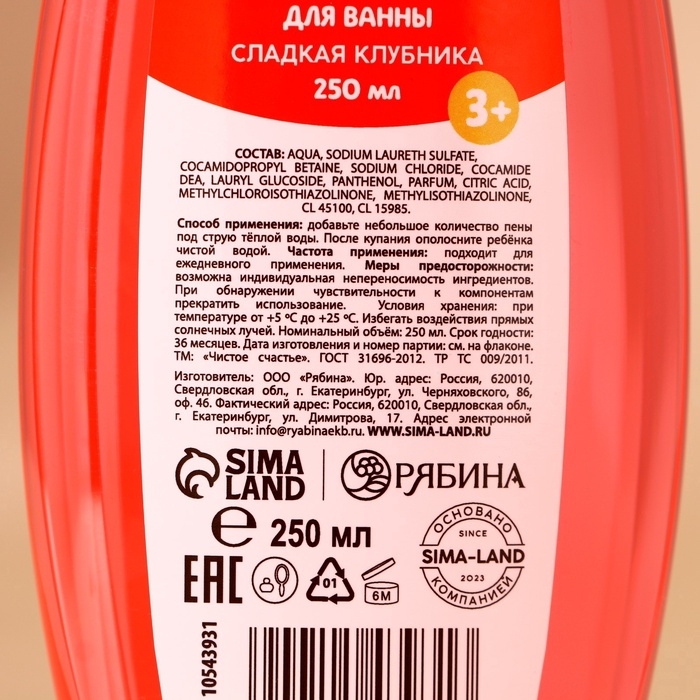 ДЛЯ ВАННЫ
СЛАДКАЯ КЛУБНИКА
250 мл
3+
СОСТАВ: AQUA, SODIUM LAURETH SULFATE,
COCAMIDOPROPYL BETAINE, SODIUM CHLORIDE, COCAMIDE
DEA, LAURYL GLUCOSIDE, PANTHENOL, PARFUM, CITRIC ACID,
METHYLCHLOROISOTHIAZOLINONE, METHYLISOTHIAZOLINONE,
CL 45100, CL 15985.
Способ применения: добавьте небольшое количество пены
под струю тёплой воды. После купания ополосните ребёнка
чистой водой. Частота применения: подходит для
ежедневного применения. Меры предосторожности:
возможна индивидуальная непереносимость ингредиентов.
При обнаружении чувствительности к компонентам
прекратить использование. Условия хранения: при
температуре от +5 ºC до +25 ºC. Избегать воздействия прямых
солнечных лучей. Номинальный объём: 250 мл. Срок годности:
36 месяцев. Дата изготовления и номер партии: см. на флаконе.
ТМ: «Чистое счастье». ГОСТ 31696-2012. ТР ТС 009/2011.
Изготовитель: ООО «Рябина». Юр. адрес: Россия, 620010,
Свердловская обл., г. Екатеринбург, ул. Черняховского, 86,
оф. 46. Фактический адрес: Россия, 620010, Свердловская обл.,
г. Екатеринбург, ул. Димитрова, 17. Адрес электронной
почты: info@ryabinaekb.ru. WWW.SIMA-LAND.RU
SIMA LAND
РЯБИНА
℮ 250 мл
ОСНОВАНО
SINCE
SIMA-LAND
2023
КОМПАНИЕЙ
EAC
01
6M
10543931